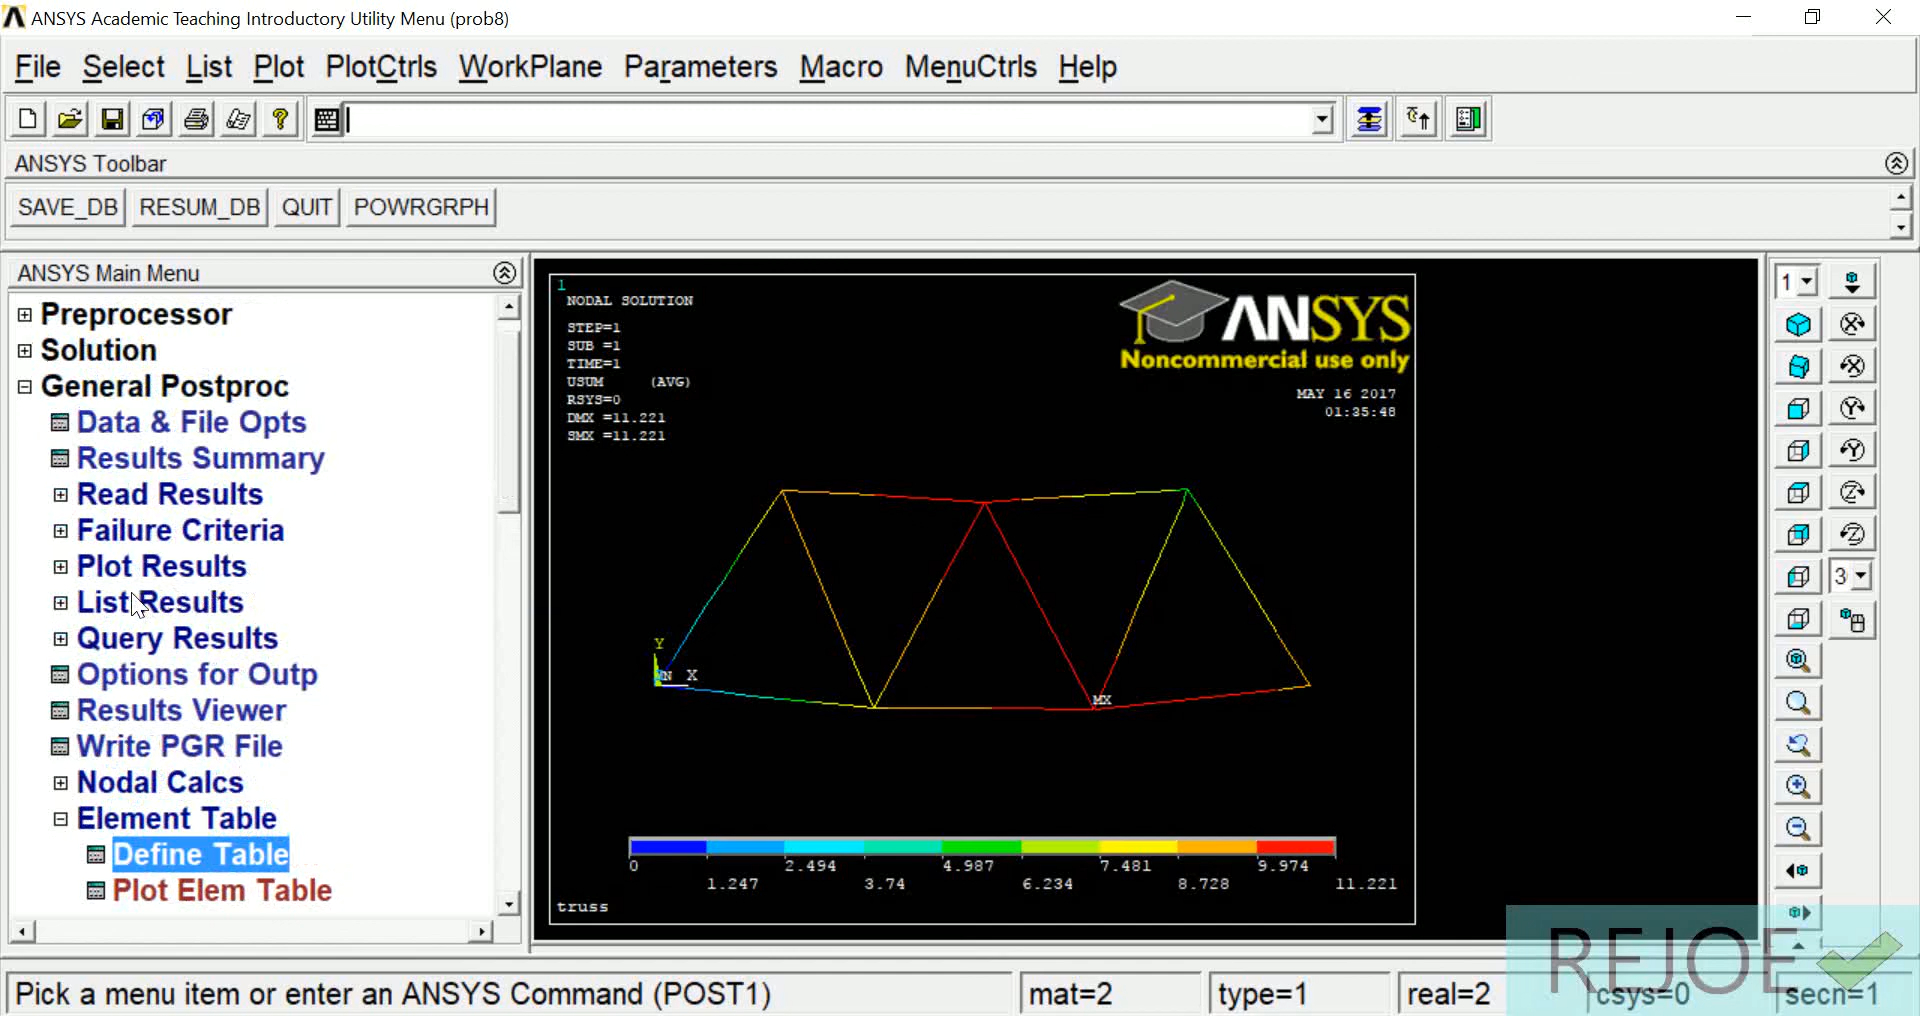 ANSYS Academic Teaching Introductory Utility Menu (prob8)
File Select List Plot PlotCtrls WorkPlane Parameters Macro MenuCtrls Help
ANSYS Toolbar
SAVE_DB RESUM_DB QUIT POWRGRPH
ANSYS Main Menu
Preprocessor
Solution
General Postproc
Data & File Opts
Results Summary
Read Results
Failure Criteria
Plot Results
List Results
Query Results
Options for Outp
Results Viewer
Write PGR File
Nodal Calcs
Element Table
Define Table
Plot Elem Table
1
NODAL SOLUTION
STEP=1
SUB =1
TIME=1
USUM (AVG)
RSYS=0
DMX =11.221
SMX =11.221
ANSYS
Noncommercial use only
MAY 16 2017
01:35:48
Y
X
MX
0 2.494 4.987 7.481 9.974
1.247 3.74 6.234 8.728 11.221
truss
1
3
REJOE
Pick a menu item or enter an ANSYS Command (POST1) mat=2 type=1 real=2 csys=0 secn=1